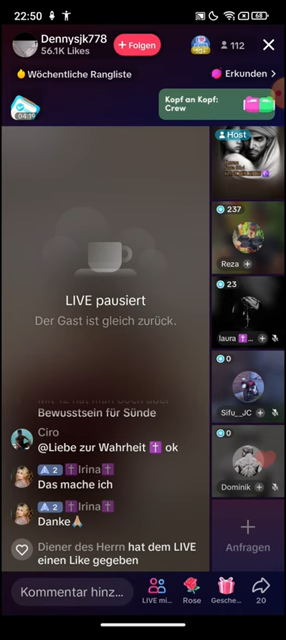 22:50
68
Dennysjk778
56.1K Likes
+ Folgen
112
Wöchentliche Rangliste
Erkunden >
04:19
Kopf an Kopf:
Crew
Host
237
Reza +
LIVE pausiert
Der Gast ist gleich zurück.
23
laura ✝️... +
0
Sifu_JC +
Bewusstsein für Sünde
Ciro
@Liebe zur Wahrheit ✝️ ok
2 ✝️Irina✝️
Das mache ich
2 ✝️Irina✝️
Danke🙏
0
Dominik +
Diener des Herrn hat dem LIVE
einen Like gegeben
Anfragen
Kommentar hinz...
LIVE mi...
Rose
Gesche...
20